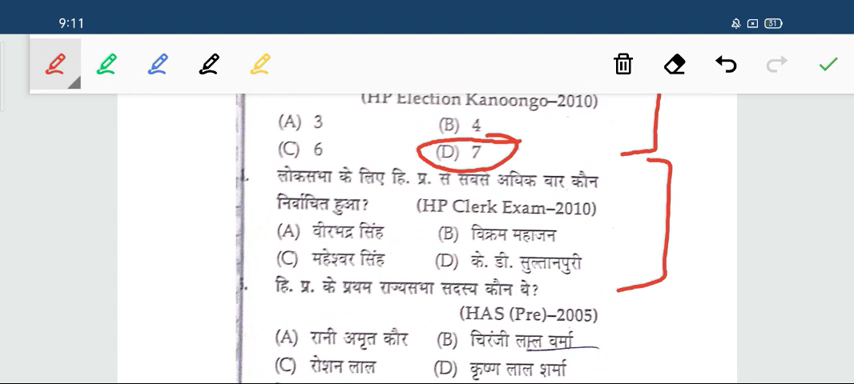 9:11
51
(HP Election Kanoongo–2010)
(A) 3 (B) 4
(C) 6 (D) 7
लोकसभा के लिए हि. प्र. से सबसे अधिक बार कौन
निर्वाचित हुआ? (HP Clerk Exam–2010)
(A) वीरभद्र सिंह (B) विक्रम महाजन
(C) महेश्वर सिंह (D) के. डी. सुल्तानपुरी
हि. प्र. के प्रथम राज्यसभा सदस्य कौन थे?
(HAS (Pre)–2005)
(A) रानी अमृत कौर (B) चिरंजी लाल वर्मा
(C) रोशन लाल (D) कृष्ण लाल शर्मा